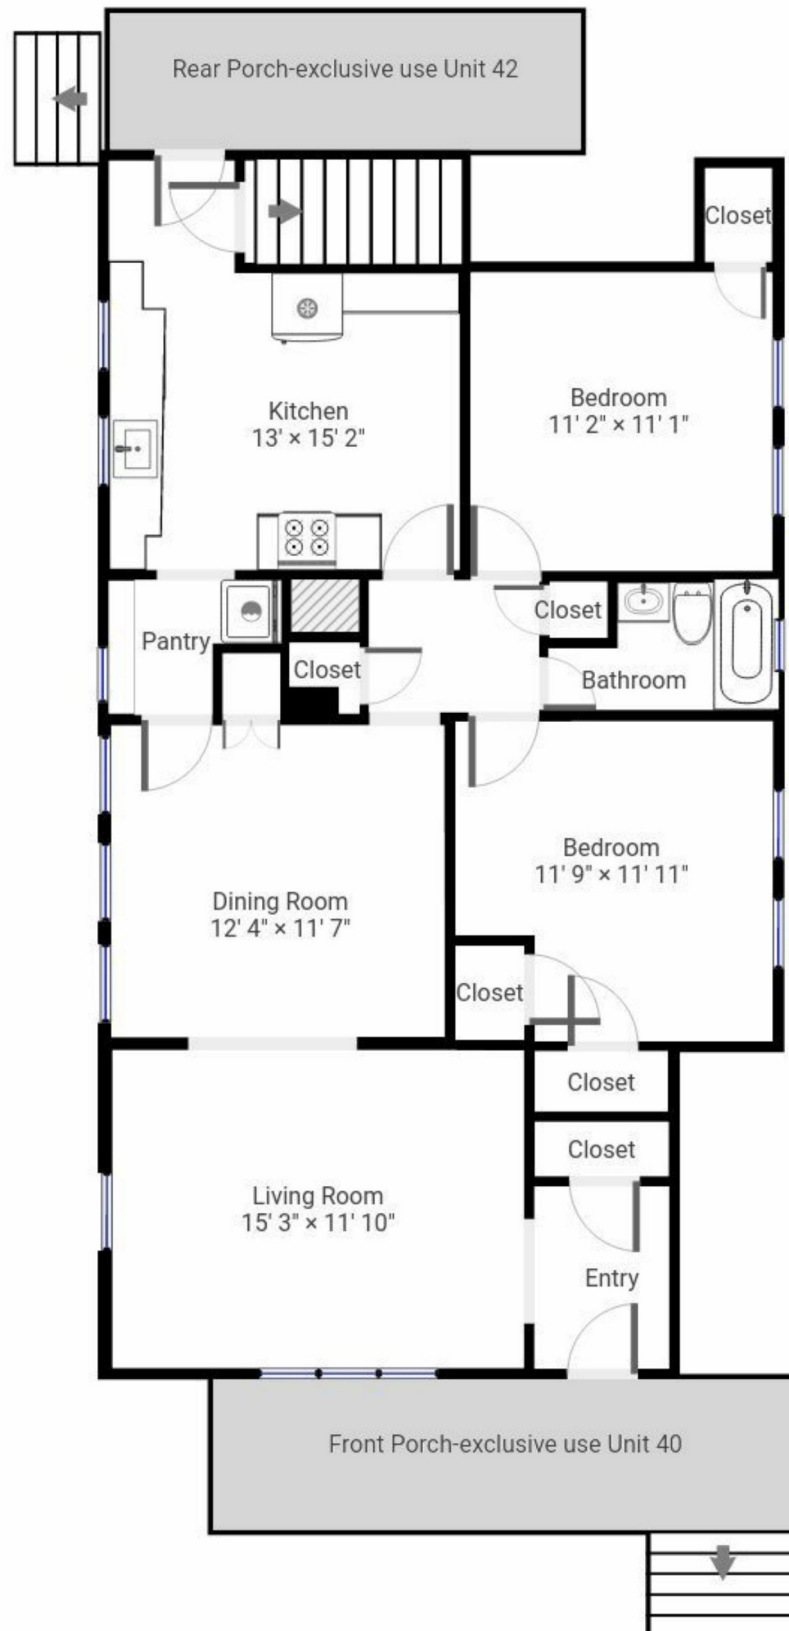 Rear Porch-exclusive use Unit 42
Closet
Kitchen
13' × 15' 2"
Bedroom
11' 2" × 11' 1"
Closet
Pantry
Closet
Bathroom
Bedroom
11' 9" × 11' 11"
Dining Room
12' 4" × 11' 7"
Closet
Closet
Closet
Living Room
15' 3" × 11' 10"
Entry
Front Porch-exclusive use Unit 40